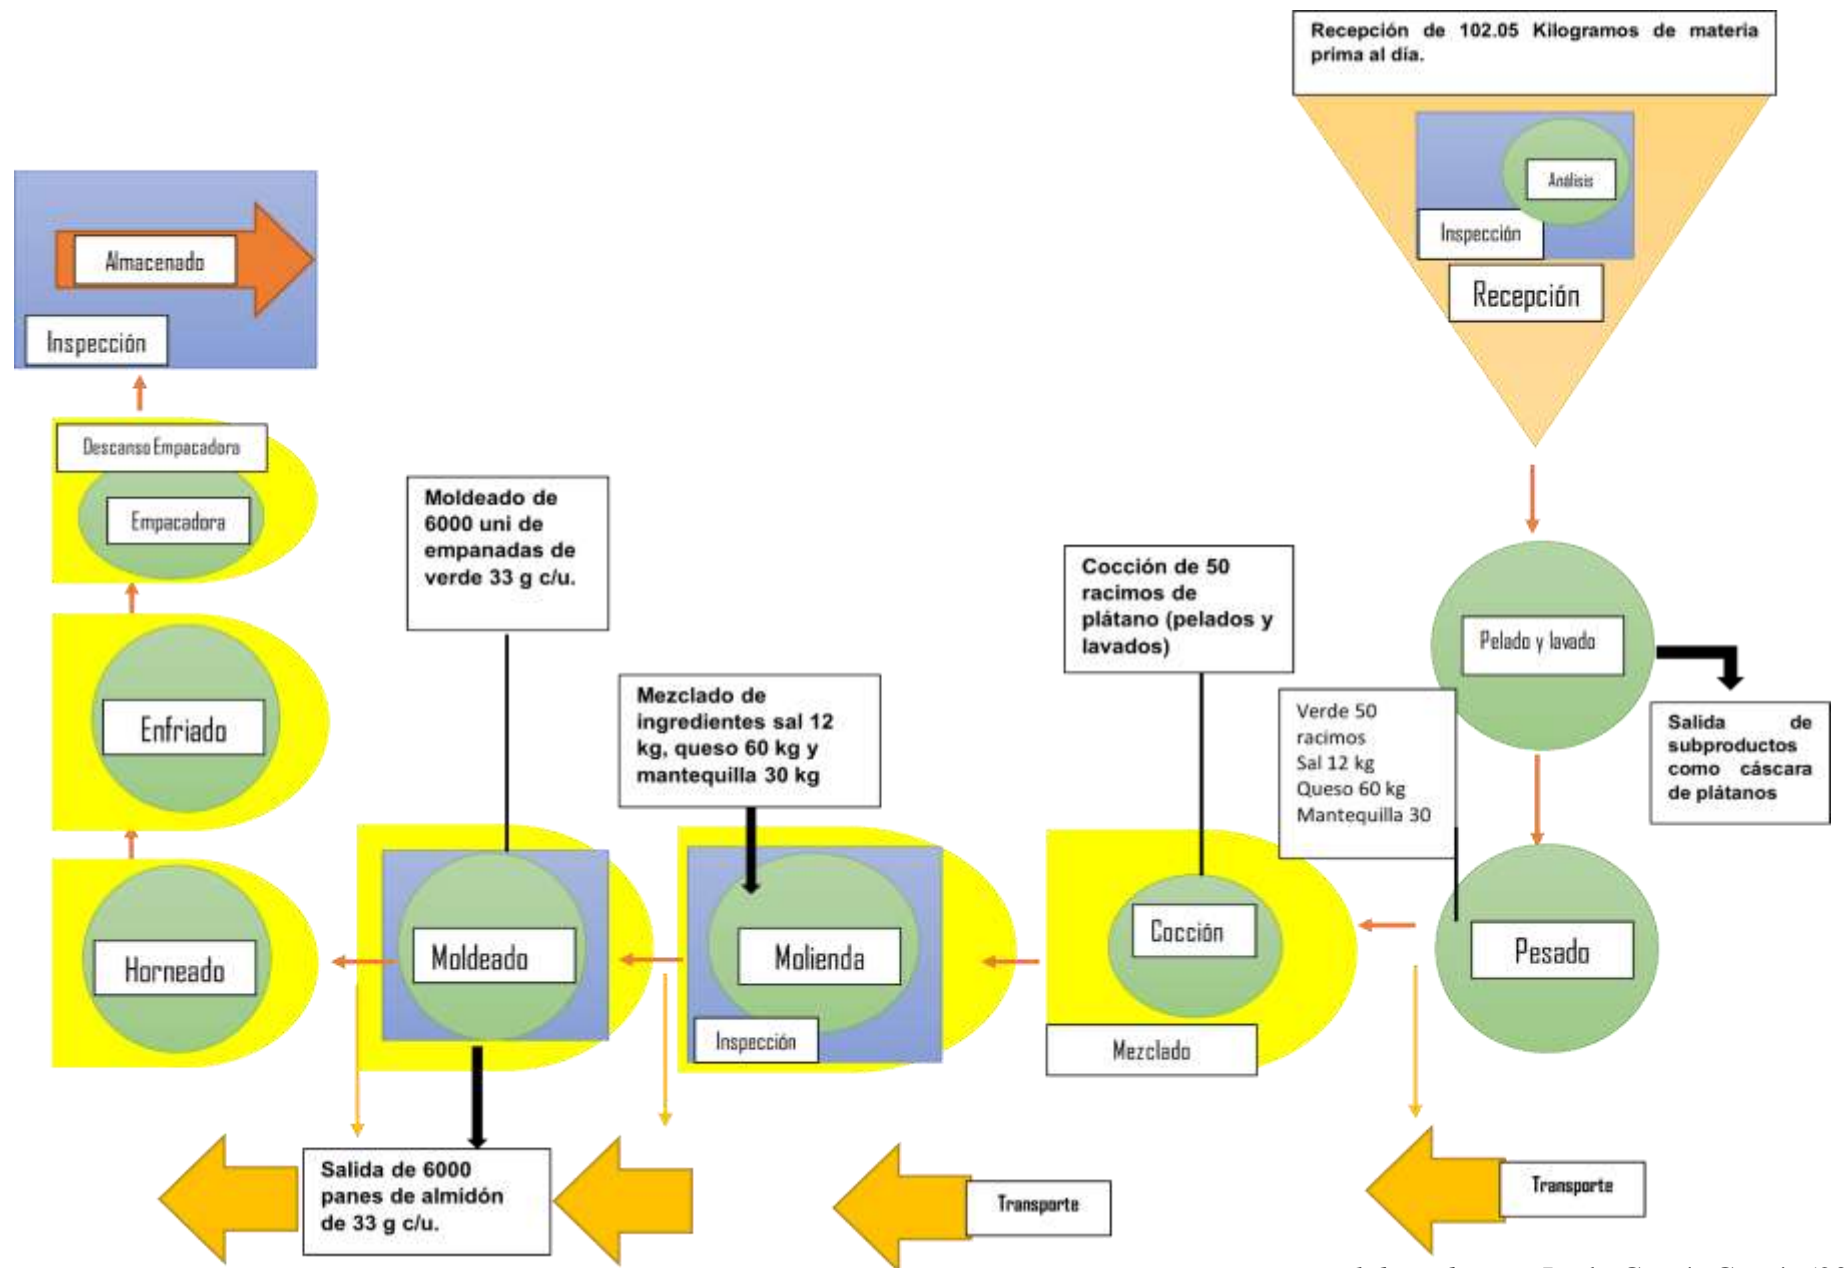 Recepción de 102.05 Kilogramos de materia
prima al día.
Análisis
Inspección
Recepción
Almacenado
Inspección
Descanso Empacadora
Empacadora
Moldeado de
6000 uni de
empanadas de
verde 33 g c/u.
Cocción de 50
racimos de
plátano (pelados y
lavados)
Pelado y lavado
Enfriado
Mezclado de
ingredientes sal 12
kg, queso 60 kg y
mantequilla 30 kg
Verde 50
racimos
Sal 12 kg
Queso 60 kg
Mantequilla 30
Salida de
subproductos
como cáscara
de plátanos
Horneado
Moldeado
Molienda
Inspección
Cocción
Mezclado
Pesado
Salida de 6000
panes de almidón
de 33 g c/u.
Transporte
Transporte